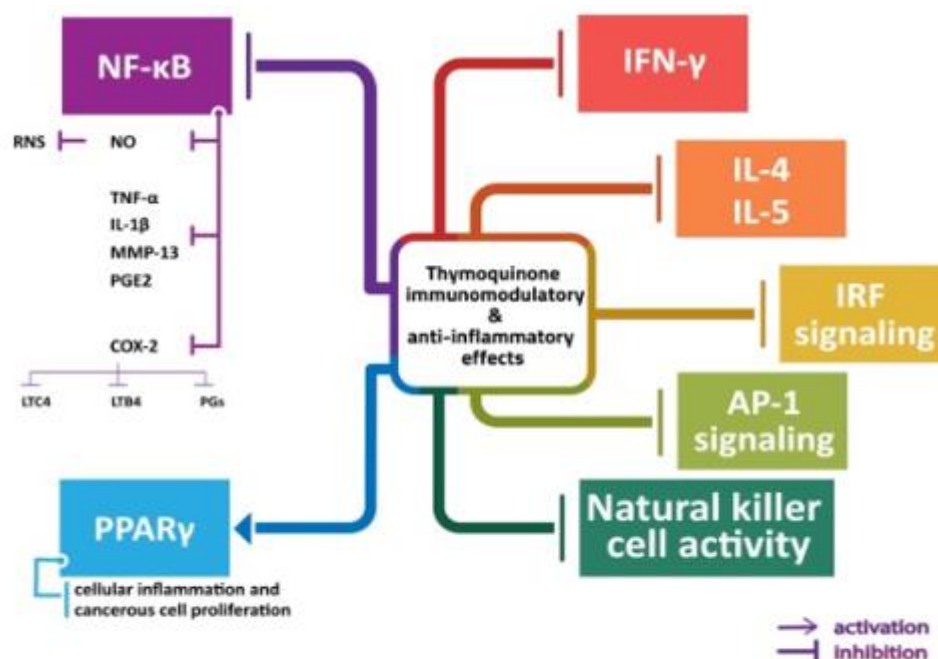 NF-κB
RNS
NO
TNF-α
IL-1β
MMP-13
PGE2
COX-2
LTC4
LTB4
PGs
PPARγ
cellular inflammation and
cancerous cell proliferation
Thymoquinone
immunomodulatory
&
anti-inflammatory
effects
IFN-γ
IL-4
IL-5
IRF
signaling
AP-1
signaling
Natural killer
cell activity
activation
inhibition